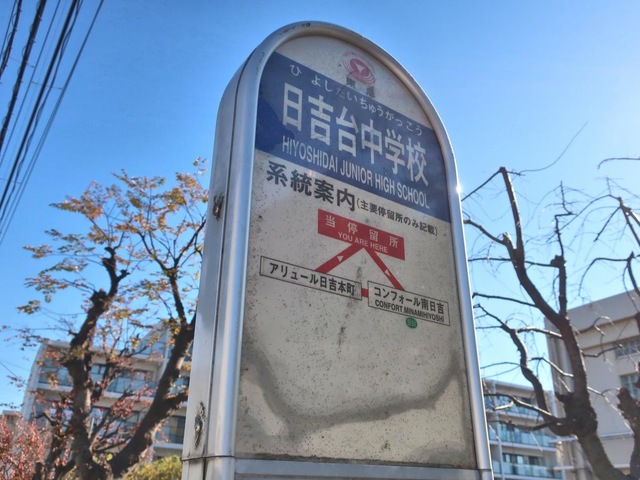 ひよしだいちゅうがっこう
日吉台中学校
HIYOSHIDAI JUNIOR HIGH SCHOOL
系統案内(主要停留所のみ記載)
当停留所
YOU ARE HERE
アリュール日吉本町
コンフォール南日吉
CONFORT MINAMIHIYOSHI